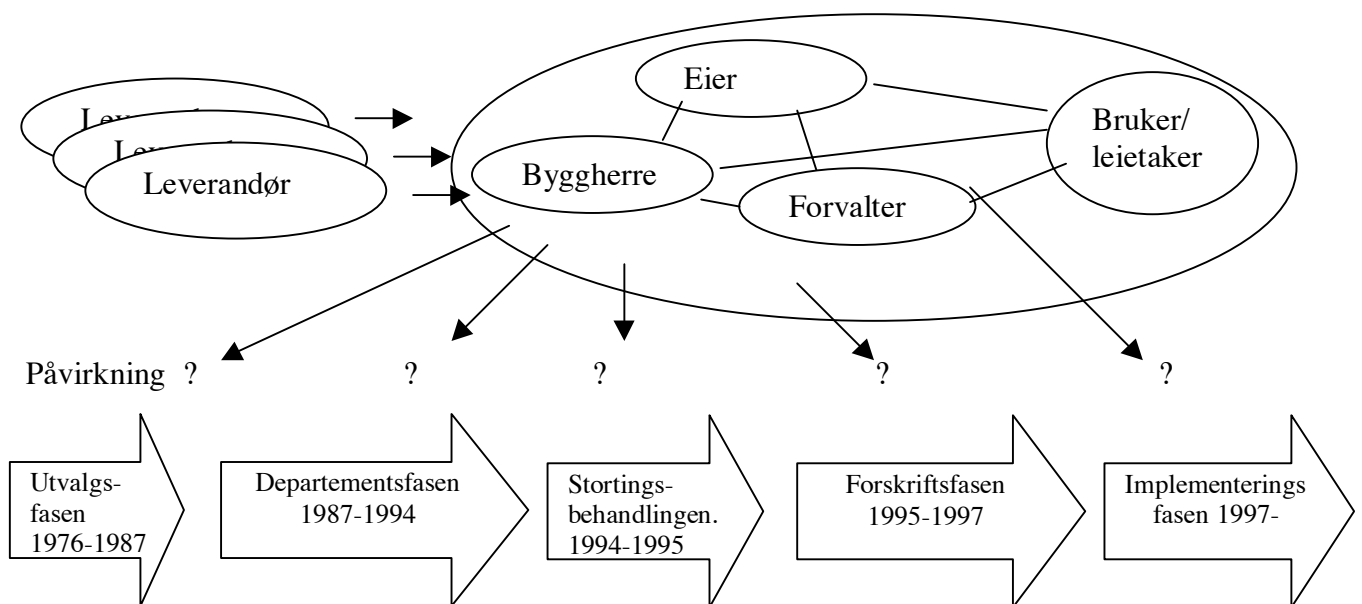 Eier
Bruker/
leietaker
Leverandør
Byggherre
Forvalter
Påvirkning ? ? ? ? ?
Utvalgs-
fasen
1976-1987
Departementsfasen
1987-1994
Stortings-
behandlingen.
1994-1995
Forskriftsfasen
1995-1997
Implementerings
fasen 1997-